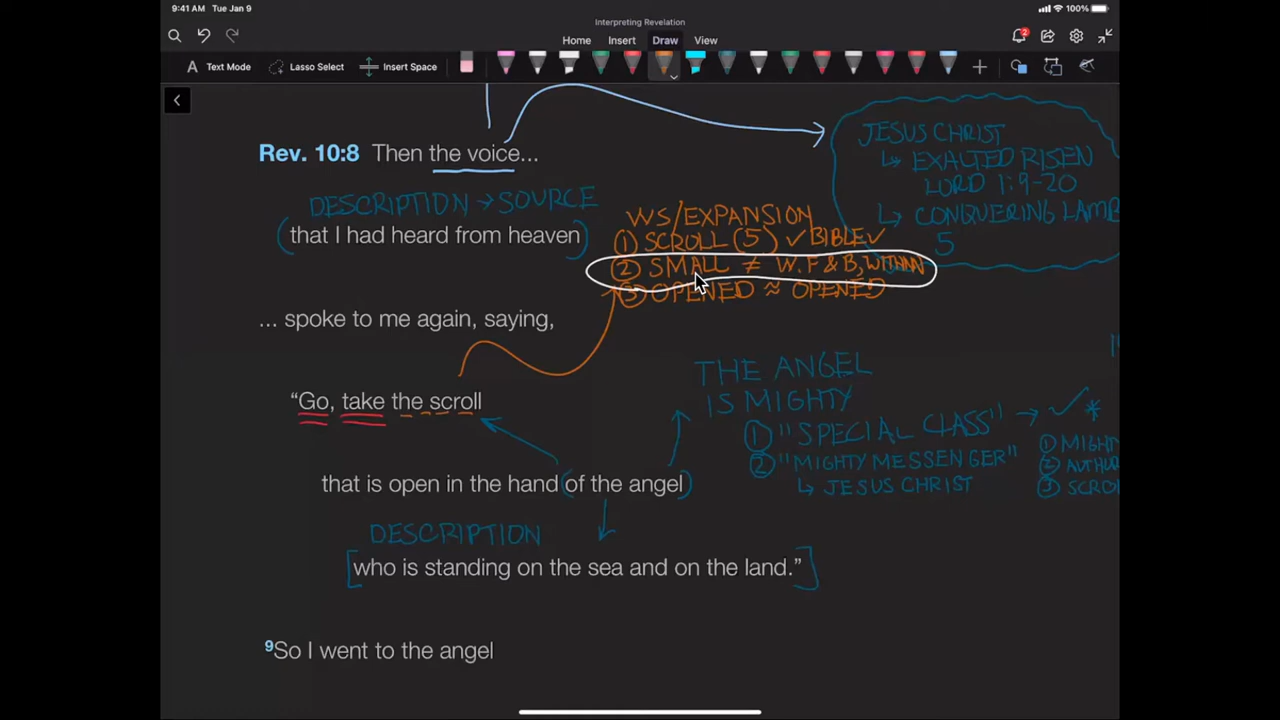 9:41 AM Tue Jan 9
100%
Interpreting Revelation
Home Insert Draw View
2
Text Mode Lasso Select Insert Space
Rev. 10:8 Then the voice...
JESUS CHRIST
↳ EXALTED RISEN
LORD 1:9-20
↳ CONQUERING LAMB
5
DESCRIPTION → SOURCE
(that I had heard from heaven)
WS/EXPANSION
① SCROLL (5) ✓ BIBLE ✓
② SMALL ≠ W.F & B, WITHIN
③ OPENED ≈ OPENED
... spoke to me again, saying,
"Go, take the scroll
THE ANGEL
IS MIGHTY
① "SPECIAL CLASS" → ✓ *
② "MIGHTY MESSENGER"
↳ JESUS CHRIST
① MIGH
② AUTHO
③ SCRO
that is open in the hand (of the angel)
DESCRIPTION
[who is standing on the sea and on the land."]
9So I went to the angel